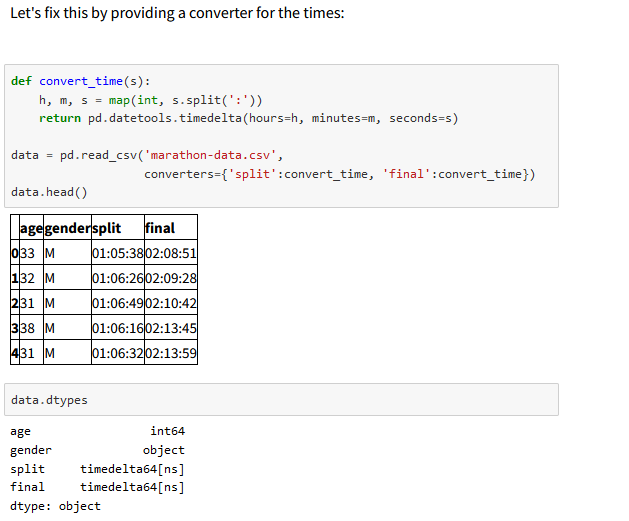 Let's fix this by providing a converter for the times:
def convert_time(s):
    h, m, s = map(int, s.split(':'))
    return pd.datetools.timedelta(hours=h, minutes=m, seconds=s)
data = pd.read_csv('marathon-data.csv',
                   converters={'split':convert_time, 'final':convert_time})
data.head()
age gender split final
0 33 M 01:05:38 02:08:51
1 32 M 01:06:26 02:09:28
2 31 M 01:06:49 02:10:42
3 38 M 01:06:16 02:13:45
4 31 M 01:06:32 02:13:59
data.dtypes
age                 int64
gender             object
split     timedelta64[ns]
final     timedelta64[ns]
dtype: object